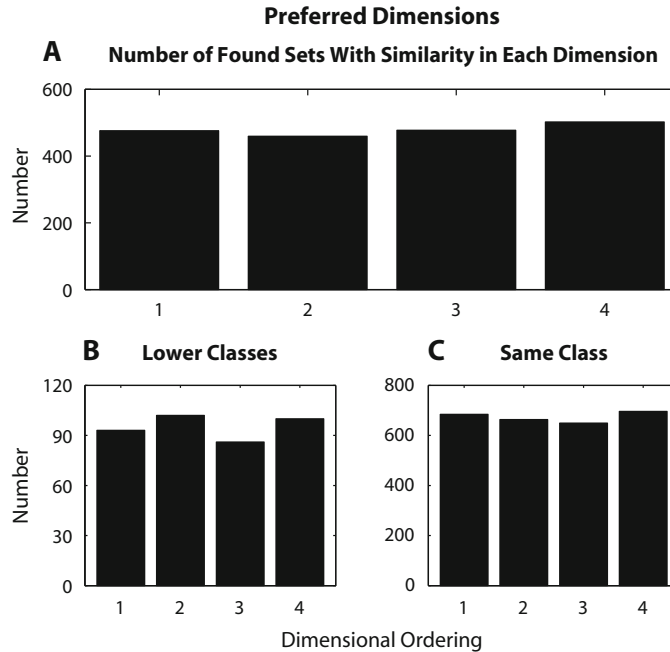 Preferred Dimensions
A Number of Found Sets With Similarity in Each Dimension
600
400
200
0
Number
1 2 3 4
B Lower Classes
120
90
60
30
0
Number
1 2 3 4
C Same Class
800
600
400
200
0
1 2 3 4
Dimensional Ordering